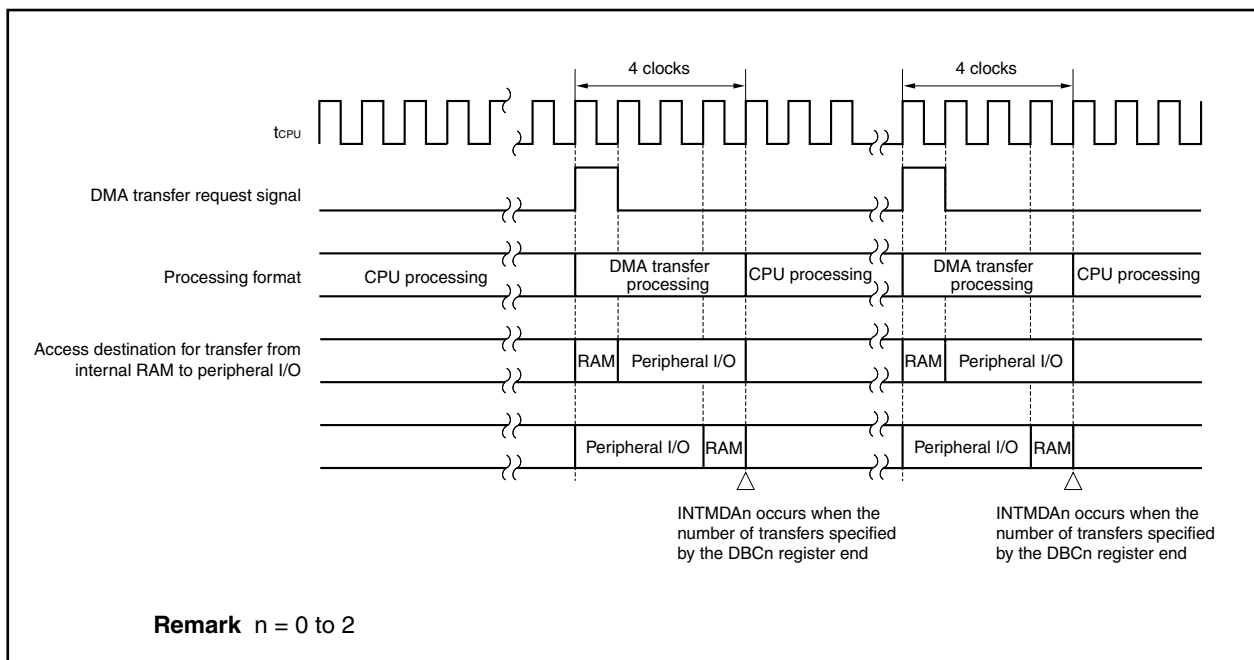 4 clocks
4 clocks
tCPU
DMA transfer request signal
Processing format
CPU processing
DMA transfer
processing
CPU processing
DMA transfer
processing
CPU processing
Access destination for transfer from
internal RAM to peripheral I/O
RAM
Peripheral I/O
RAM
Peripheral I/O
Peripheral I/O
RAM
Peripheral I/O
RAM
INTMDAn occurs when the
number of transfers specified
by the DBCn register end
INTMDAn occurs when the
number of transfers specified
by the DBCn register end
Remark n = 0 to 2